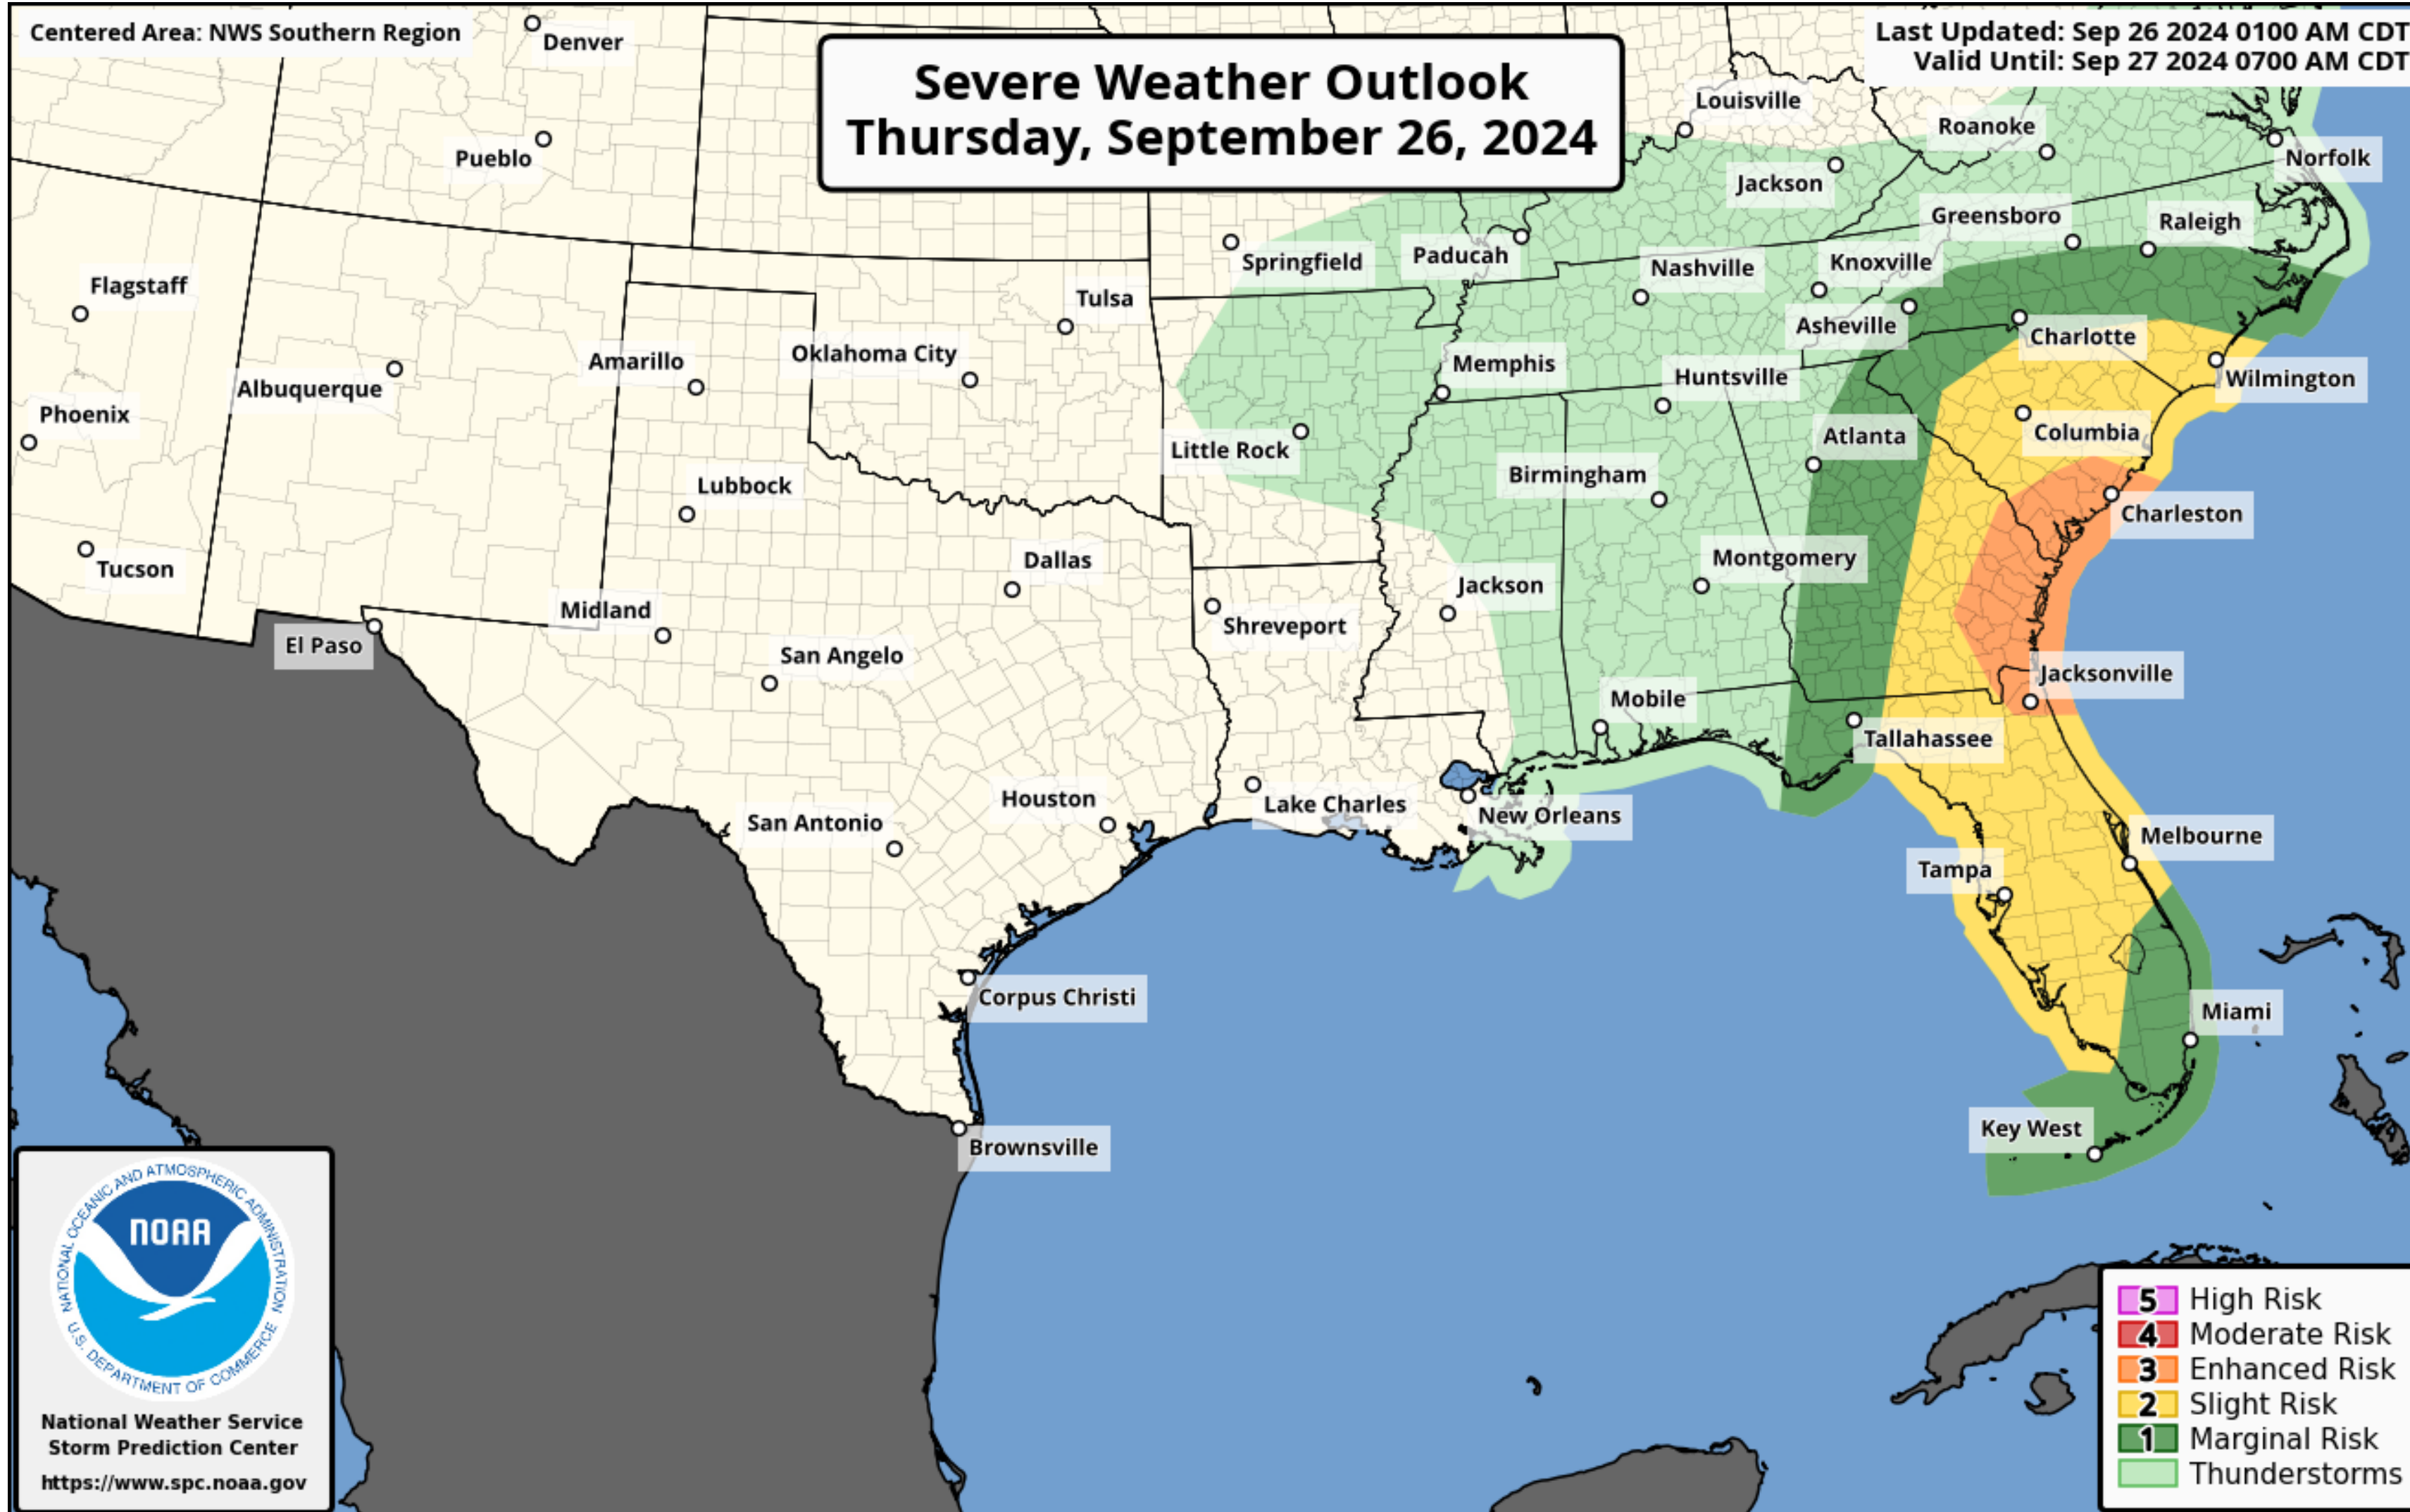 Centered Area: NWS Southern Region
Last Updated: Sep 26 2024 0100 AM CDT
Valid Until: Sep 27 2024 0700 AM CDT
Severe Weather Outlook
Thursday, September 26, 2024
Denver
Pueblo
Louisville
Roanoke
Norfolk
Jackson
Greensboro
Raleigh
Springfield
Paducah
Nashville
Knoxville
Flagstaff
Tulsa
Asheville
Charlotte
Amarillo
Oklahoma City
Memphis
Huntsville
Wilmington
Albuquerque
Phoenix
Little Rock
Atlanta
Columbia
Lubbock
Birmingham
Charleston
Tucson
Dallas
Montgomery
Jackson
Midland
Shreveport
El Paso
San Angelo
Jacksonville
Mobile
Tallahassee
Houston
Lake Charles
New Orleans
San Antonio
Melbourne
Tampa
Corpus Christi
Miami
Key West
Brownsville
NATIONAL OCEANIC AND ATMOSPHERIC ADMINISTRATION
NOAA
U.S. DEPARTMENT OF COMMERCE
National Weather Service
Storm Prediction Center
https://www.spc.noaa.gov
5 High Risk
4 Moderate Risk
3 Enhanced Risk
2 Slight Risk
1 Marginal Risk
Thunderstorms